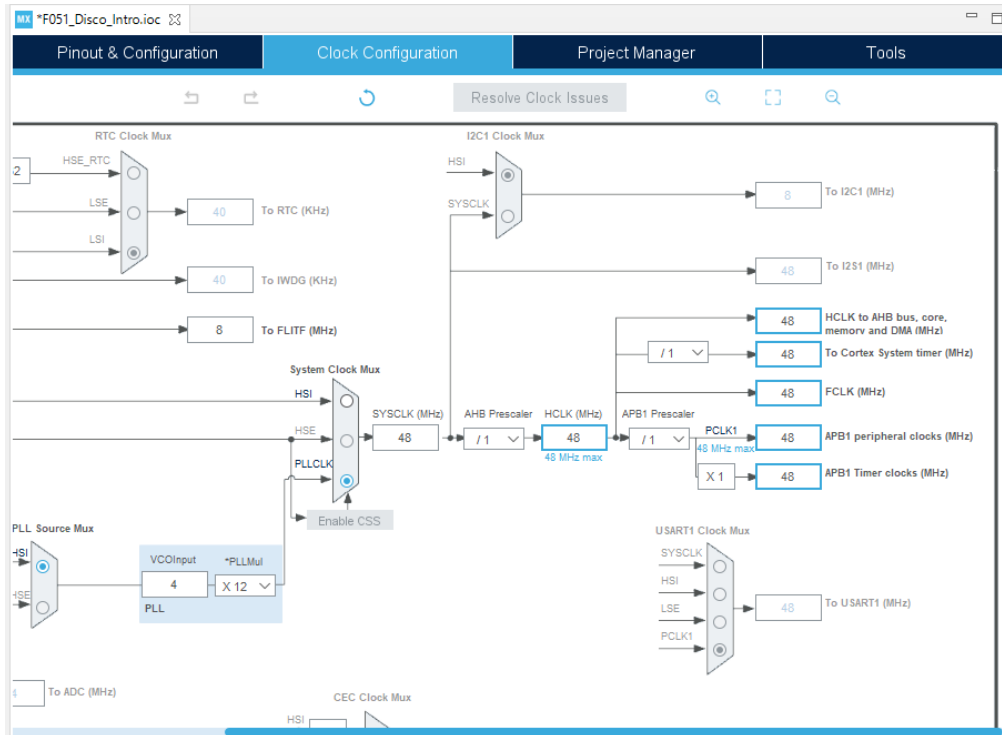 MX *F051_Disco_Intro.ioc
Pinout & Configuration Clock Configuration Project Manager Tools
Resolve Clock Issues
RTC Clock Mux
I2C1 Clock Mux
HSE_RTC
HSI
LSE
40
To RTC (KHz)
SYSCLK
8
To I2C1 (MHz)
LSI
40
To IWDG (KHz)
48
To I2S1 (MHz)
8
To FLITF (MHz)
48
HCLK to AHB bus, core,
memory and DMA (MHz)
/ 1
48
To Cortex System timer (MHz)
System Clock Mux
HSI
48
FCLK (MHz)
SYSCLK (MHz)
AHB Prescaler
HCLK (MHz)
APB1 Prescaler
HSE
48
/ 1
48
48 MHz max
/ 1
PCLK1
48 MHz max
48
APB1 peripheral clocks (MHz)
PLLCLK
X 1
48
APB1 Timer clocks (MHz)
Enable CSS
PLL Source Mux
HSI
HSE
VCOInput
*PLLMul
4
X 12
PLL
USART1 Clock Mux
SYSCLK
HSI
LSE
PCLK1
48
To USART1 (MHz)
To ADC (MHz)
CEC Clock Mux
HSI